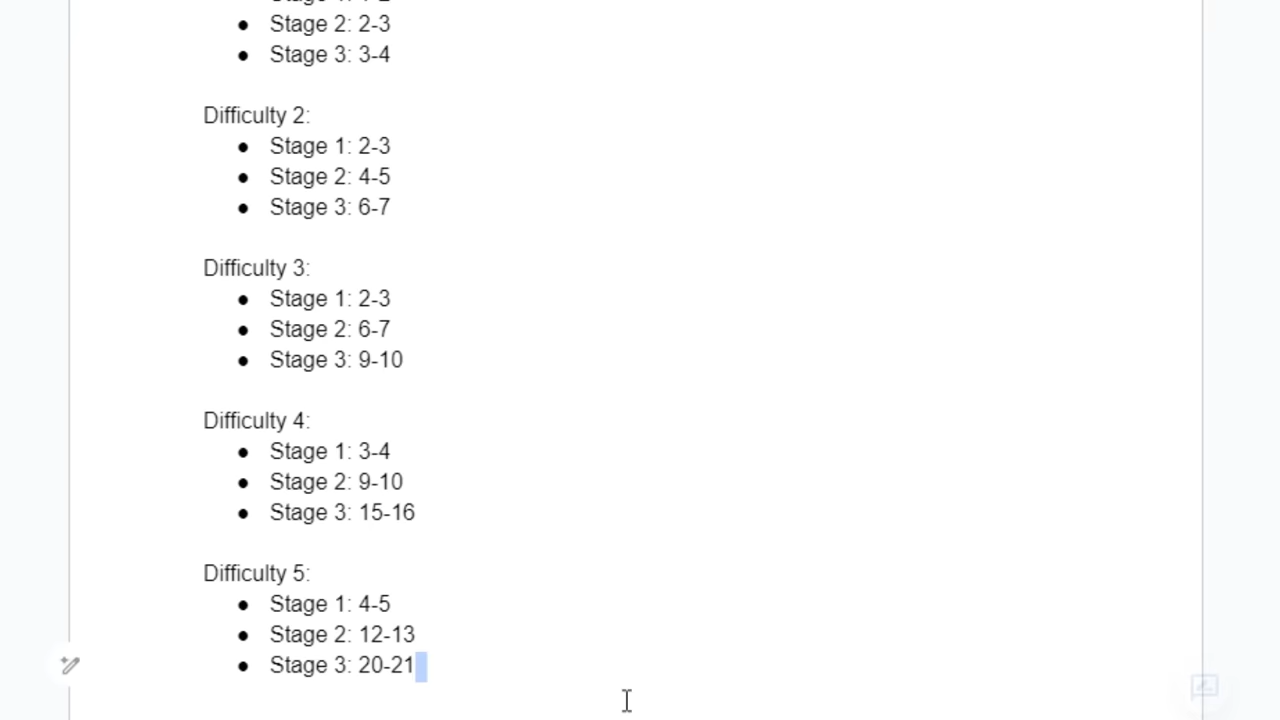 ● Stage 2: 2-3
● Stage 3: 3-4
Difficulty 2:
● Stage 1: 2-3
● Stage 2: 4-5
● Stage 3: 6-7
Difficulty 3:
● Stage 1: 2-3
● Stage 2: 6-7
● Stage 3: 9-10
Difficulty 4:
● Stage 1: 3-4
● Stage 2: 9-10
● Stage 3: 15-16
Difficulty 5:
● Stage 1: 4-5
● Stage 2: 12-13
● Stage 3: 20-21